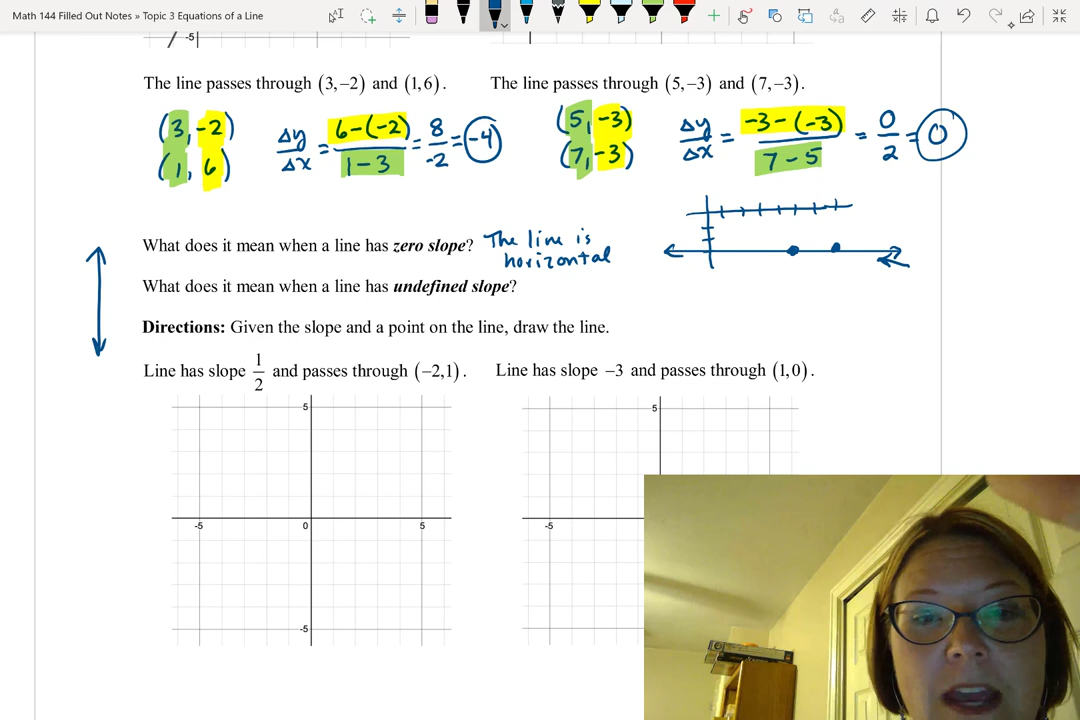 Math 144 Filled Out Notes » Topic 3 Equations of a Line
-5
The line passes through (3,−2) and (1,6). The line passes through (5,−3) and (7,−3).
(3,-2) Δy/Δx = 6-(-2)/1-3 = 8/-2 = -4 (5,-3) Δy/Δx = -3-(-3)/7-5 = 0/2 = 0
(1,6) (7,-3)
What does it mean when a line has zero slope? The line is
horizontal
What does it mean when a line has undefined slope?
Directions: Given the slope and a point on the line, draw the line.
Line has slope 1/2 and passes through (−2,1). Line has slope −3 and passes through (1,0).
5 5
-5 0 5 -5
-5